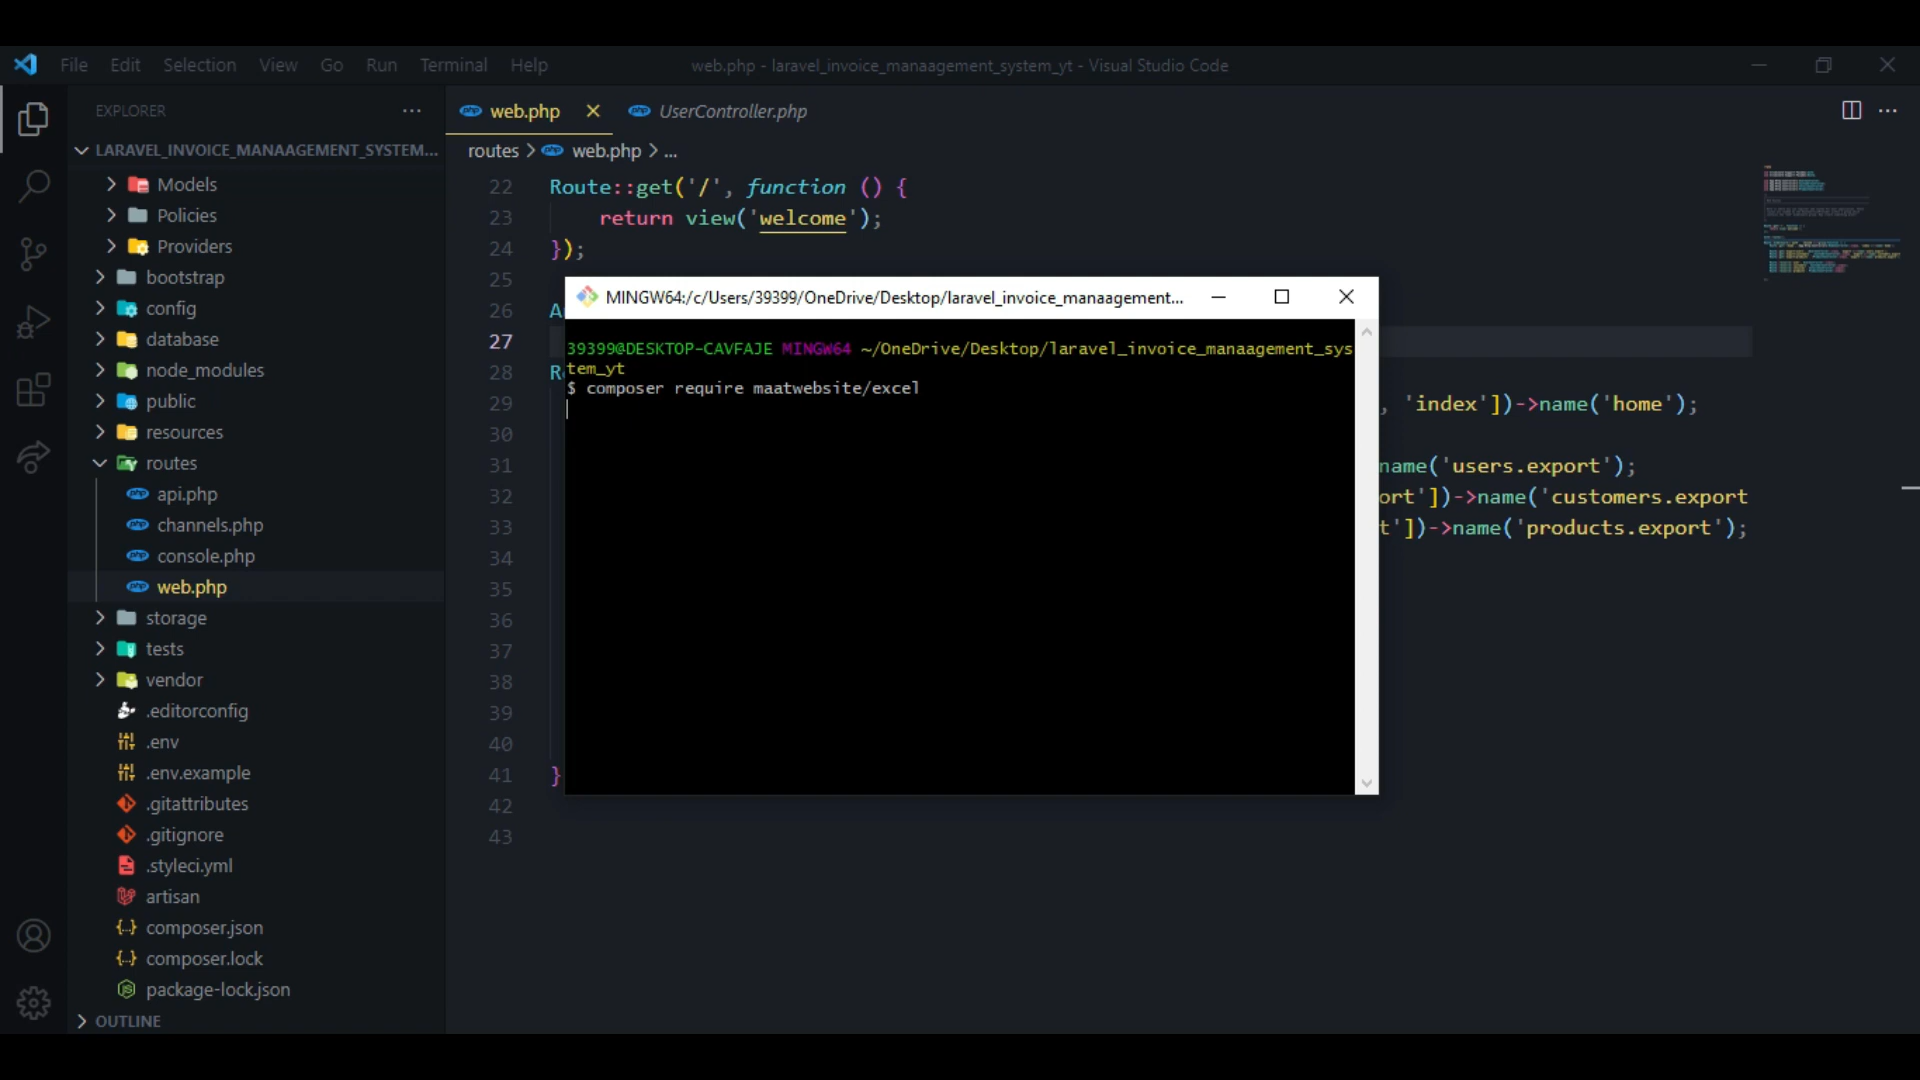 File Edit Selection View Go Run Terminal Help
web.php - laravel_invoice_manaagement_system_yt - Visual Studio Code
EXPLORER
LARAVEL_INVOICE_MANAAGEMENT_SYSTEM...
Models
Policies
Providers
bootstrap
config
database
node_modules
public
resources
routes
api.php
channels.php
console.php
web.php
storage
tests
vendor
.editorconfig
.env
.env.example
.gitattributes
.gitignore
.styleci.yml
artisan
composer.json
composer.lock
package-lock.json
OUTLINE
web.php
UserController.php
routes > web.php > ...
22 Route::get('/', function () {
23 return view('welcome');
24 });
25
26 A
27
28 R
29 , 'index'])->name('home');
30
31 name('users.export');
32 ort'])->name('customers.export
33 t'])->name('products.export');
34
35
36
37
38
39
40
41 }
42
43
MINGW64:/c/Users/39399/OneDrive/Desktop/laravel_invoice_manaagement...
39399@DESKTOP-CAVFAJE MINGW64 ~/OneDrive/Desktop/laravel_invoice_manaagement_sys
tem_yt
$ composer require maatwebsite/excel